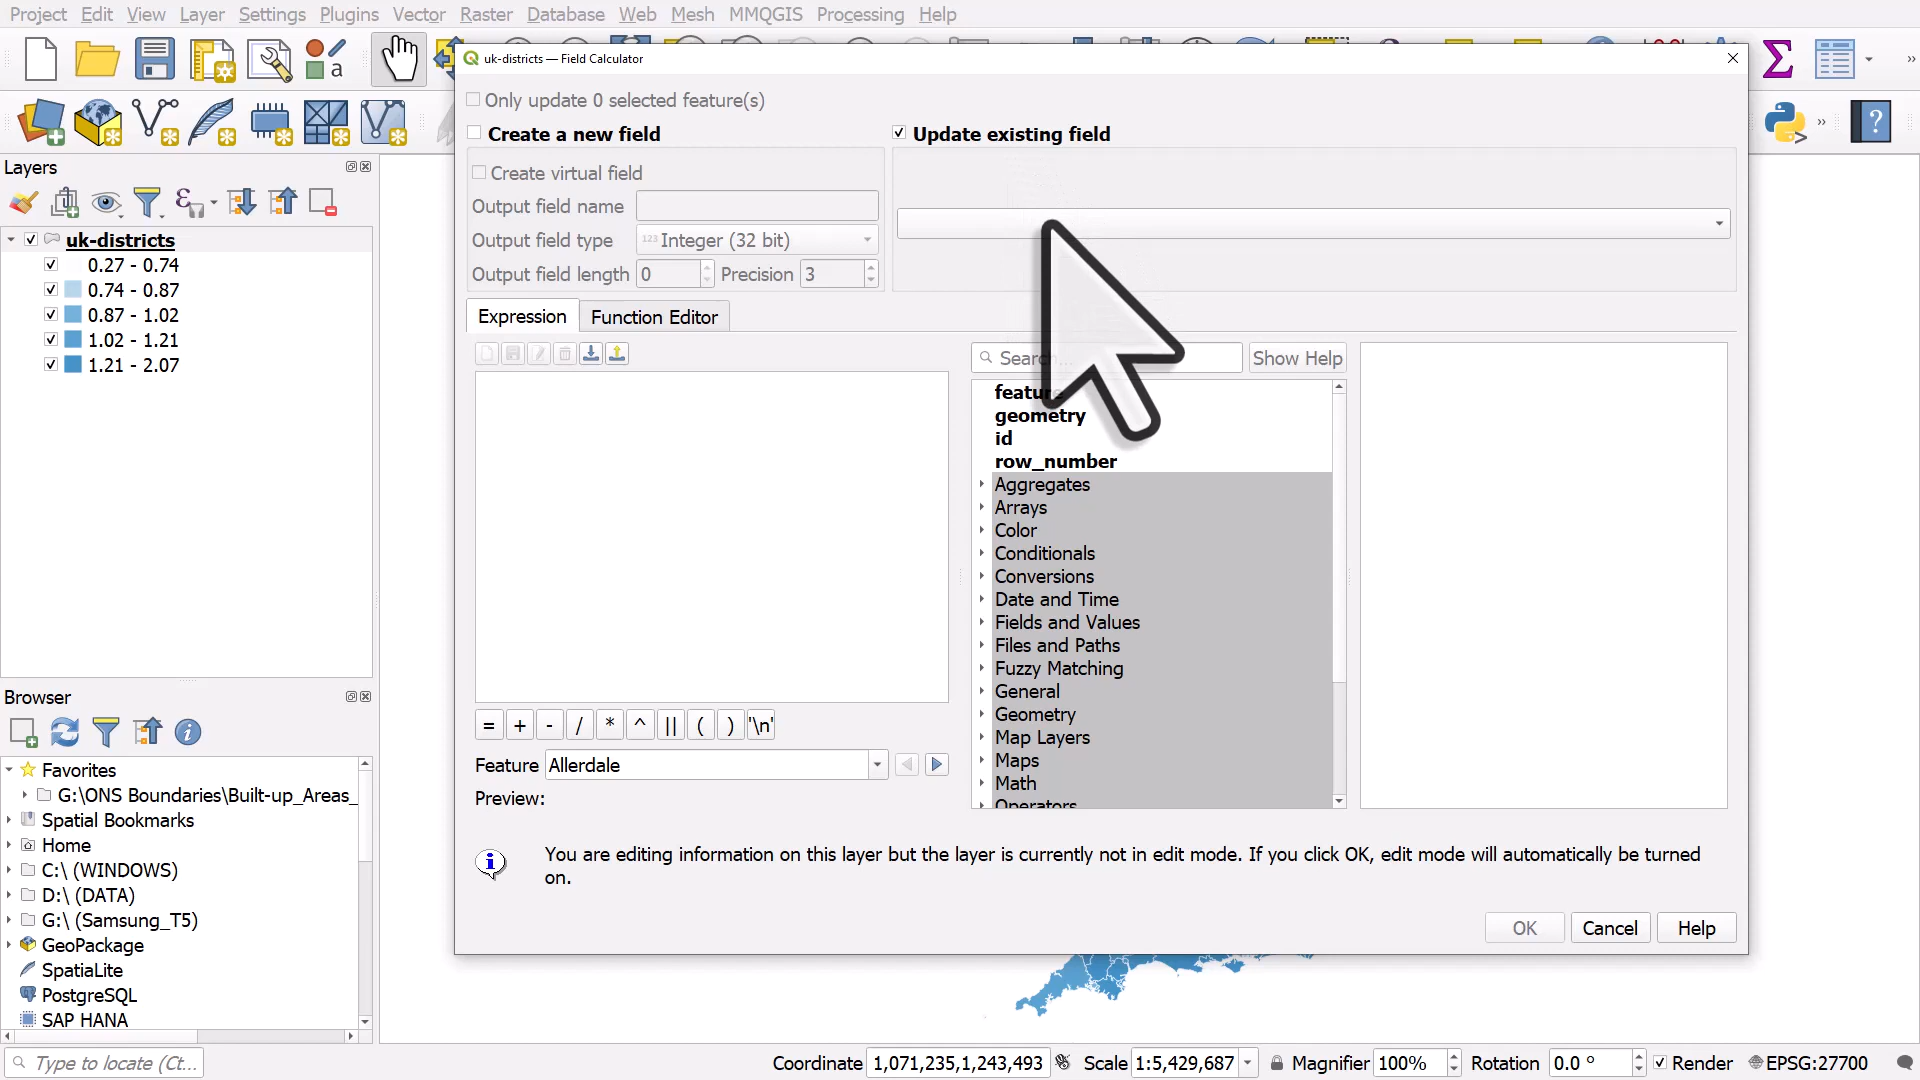 Project Edit View Layer Settings Plugins Vector Raster Database Web Mesh MMQGIS Processing Help
uk-districts — Field Calculator
Only update 0 selected feature(s)
Create a new field
Update existing field
Create virtual field
Output field name
Output field type 123 Integer (32 bit)
Output field length 0 Precision 3
Expression Function Editor
Search... Show Help
feature
geometry
id
row_number
Aggregates
Arrays
Color
Conditionals
Conversions
Date and Time
Fields and Values
Files and Paths
Fuzzy Matching
General
Geometry
Map Layers
Maps
Math
Operators
= + - / * ^ || ( ) '\n'
Feature Allerdale
Preview:
You are editing information on this layer but the layer is currently not in edit mode. If you click OK, edit mode will automatically be turned
on.
OK Cancel Help
Layers
uk-districts
0.27 - 0.74
0.74 - 0.87
0.87 - 1.02
1.02 - 1.21
1.21 - 2.07
Browser
Favorites
G:\ONS Boundaries\Built-up_Areas_
Spatial Bookmarks
Home
C:\ (WINDOWS)
D:\ (DATA)
G:\ (Samsung_T5)
GeoPackage
SpatiaLite
PostgreSQL
SAP HANA
Type to locate (Ct...
Coordinate 1,071,235,1,243,493 Scale 1:5,429,687 Magnifier 100% Rotation 0.0 ° Render EPSG:27700